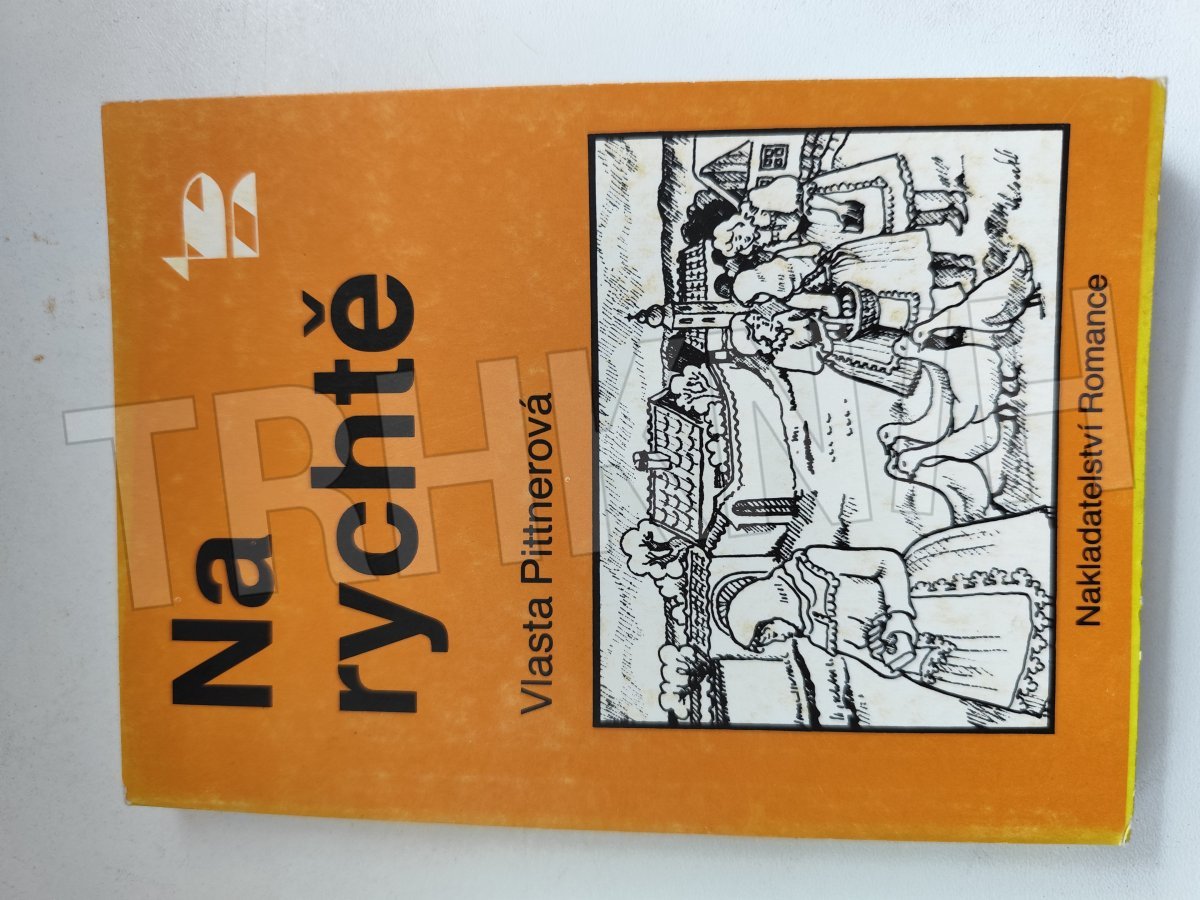 Na
rychtě
Vlasta Pittnerová
Nakladatelství Romance
TRHKNIH